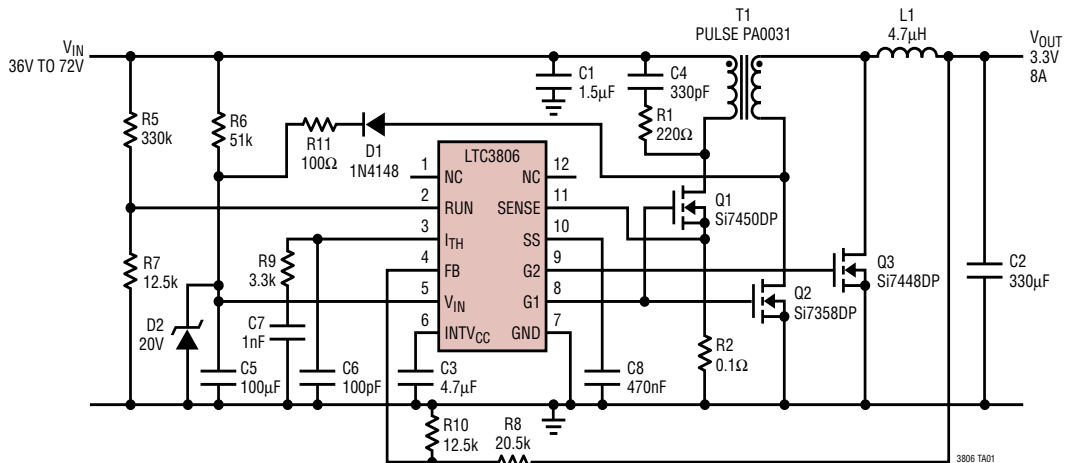 T1
PULSE PA0031
L1
4.7µH
VIN
36V TO 72V
VOUT
3.3V
8A
C1
1.5µF
C4
330pF
R1
220Ω
R5
330k
R6
51k
R11
100Ω
D1
1N4148
LTC3806
1
NC
12
NC
2
RUN
11
SENSE
3
ITH
10
SS
4
FB
9
G2
5
VIN
8
G1
6
INTVCC
7
GND
Q1
Si7450DP
Q3
Si7448DP
Q2
Si7358DP
C2
330µF
R7
12.5k
R9
3.3k
D2
20V
C7
1nF
C5
100µF
C6
100pF
C3
4.7µF
C8
470nF
R2
0.1Ω
R10
12.5k
R8
20.5k
3806 TA01